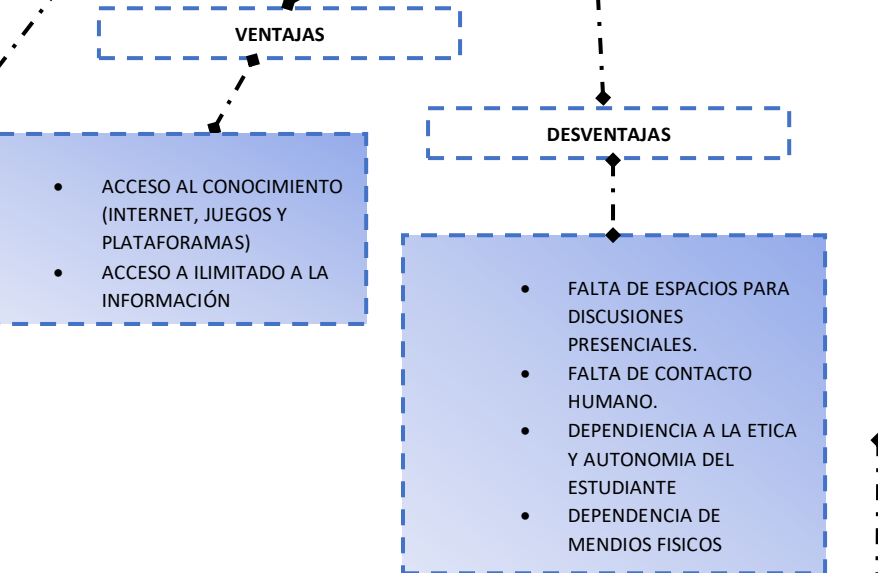 VENTAJAS
ACCESO AL CONOCIMIENTO
(INTERNET, JUEGOS Y
PLATAFORAMAS)
ACCESO A ILIMITADO A LA
INFORMACIÓN
DESVENTAJAS
FALTA DE ESPACIOS PARA
DISCUSIONES
PRESENCIALES.
FALTA DE CONTACTO
HUMANO.
DEPENDIENCIA A LA ETICA
Y AUTONOMIA DEL
ESTUDIANTE
DEPENDENCIA DE
MENDIOS FISICOS